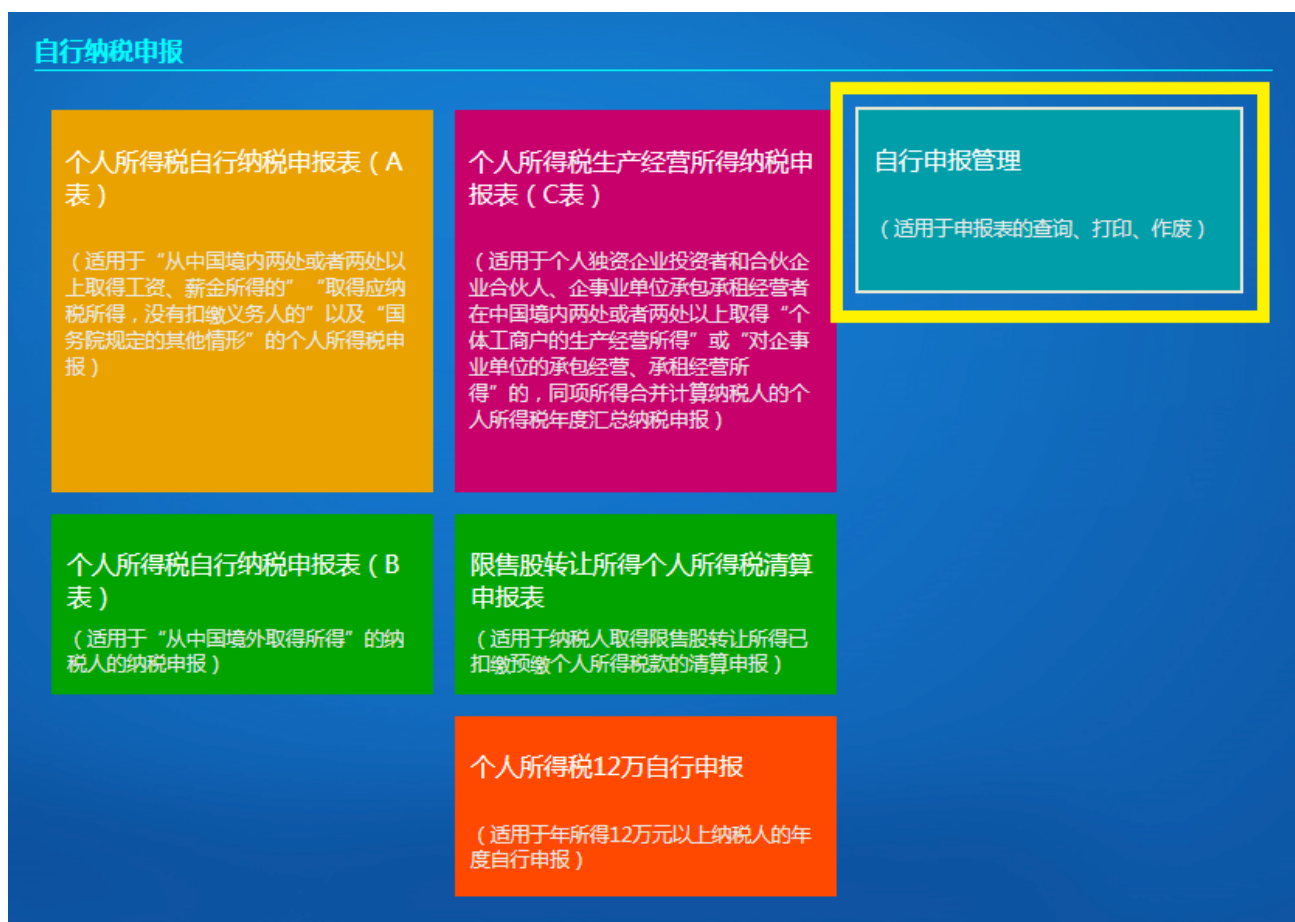 自行纳税申报
个人所得税自行纳税申报表（A
表）
（适用于“从中国境内两处或者两处以
上取得工资、薪金所得的” “取得应纳
税所得，没有扣缴义务人的”以及“国
务院规定的其他情形”的个人所得税申
报）
个人所得税生产经营所得纳税申
报表（C表）
（适用于个人独资企业投资者和合伙企
业合伙人、企事业单位承包承租经营者
在中国境内两处或者两处以上取得“个
体工商户的生产经营所得”或“对企事
业单位的承包经营、承租经营所
得”的，同项所得合并计算纳税人的个
人所得税年度汇总纳税申报）
自行申报管理
（适用于申报表的查询、打印、作废）
个人所得税自行纳税申报表（B
表）
（适用于“从中国境外取得所得”的纳
税人的纳税申报）
限售股转让所得个人所得税清算
申报表
（适用于纳税人取得限售股转让所得已
扣缴预缴个人所得税款的清算申报）
个人所得税12万自行申报
（适用于年所得12万元以上纳税人的年
度自行申报）